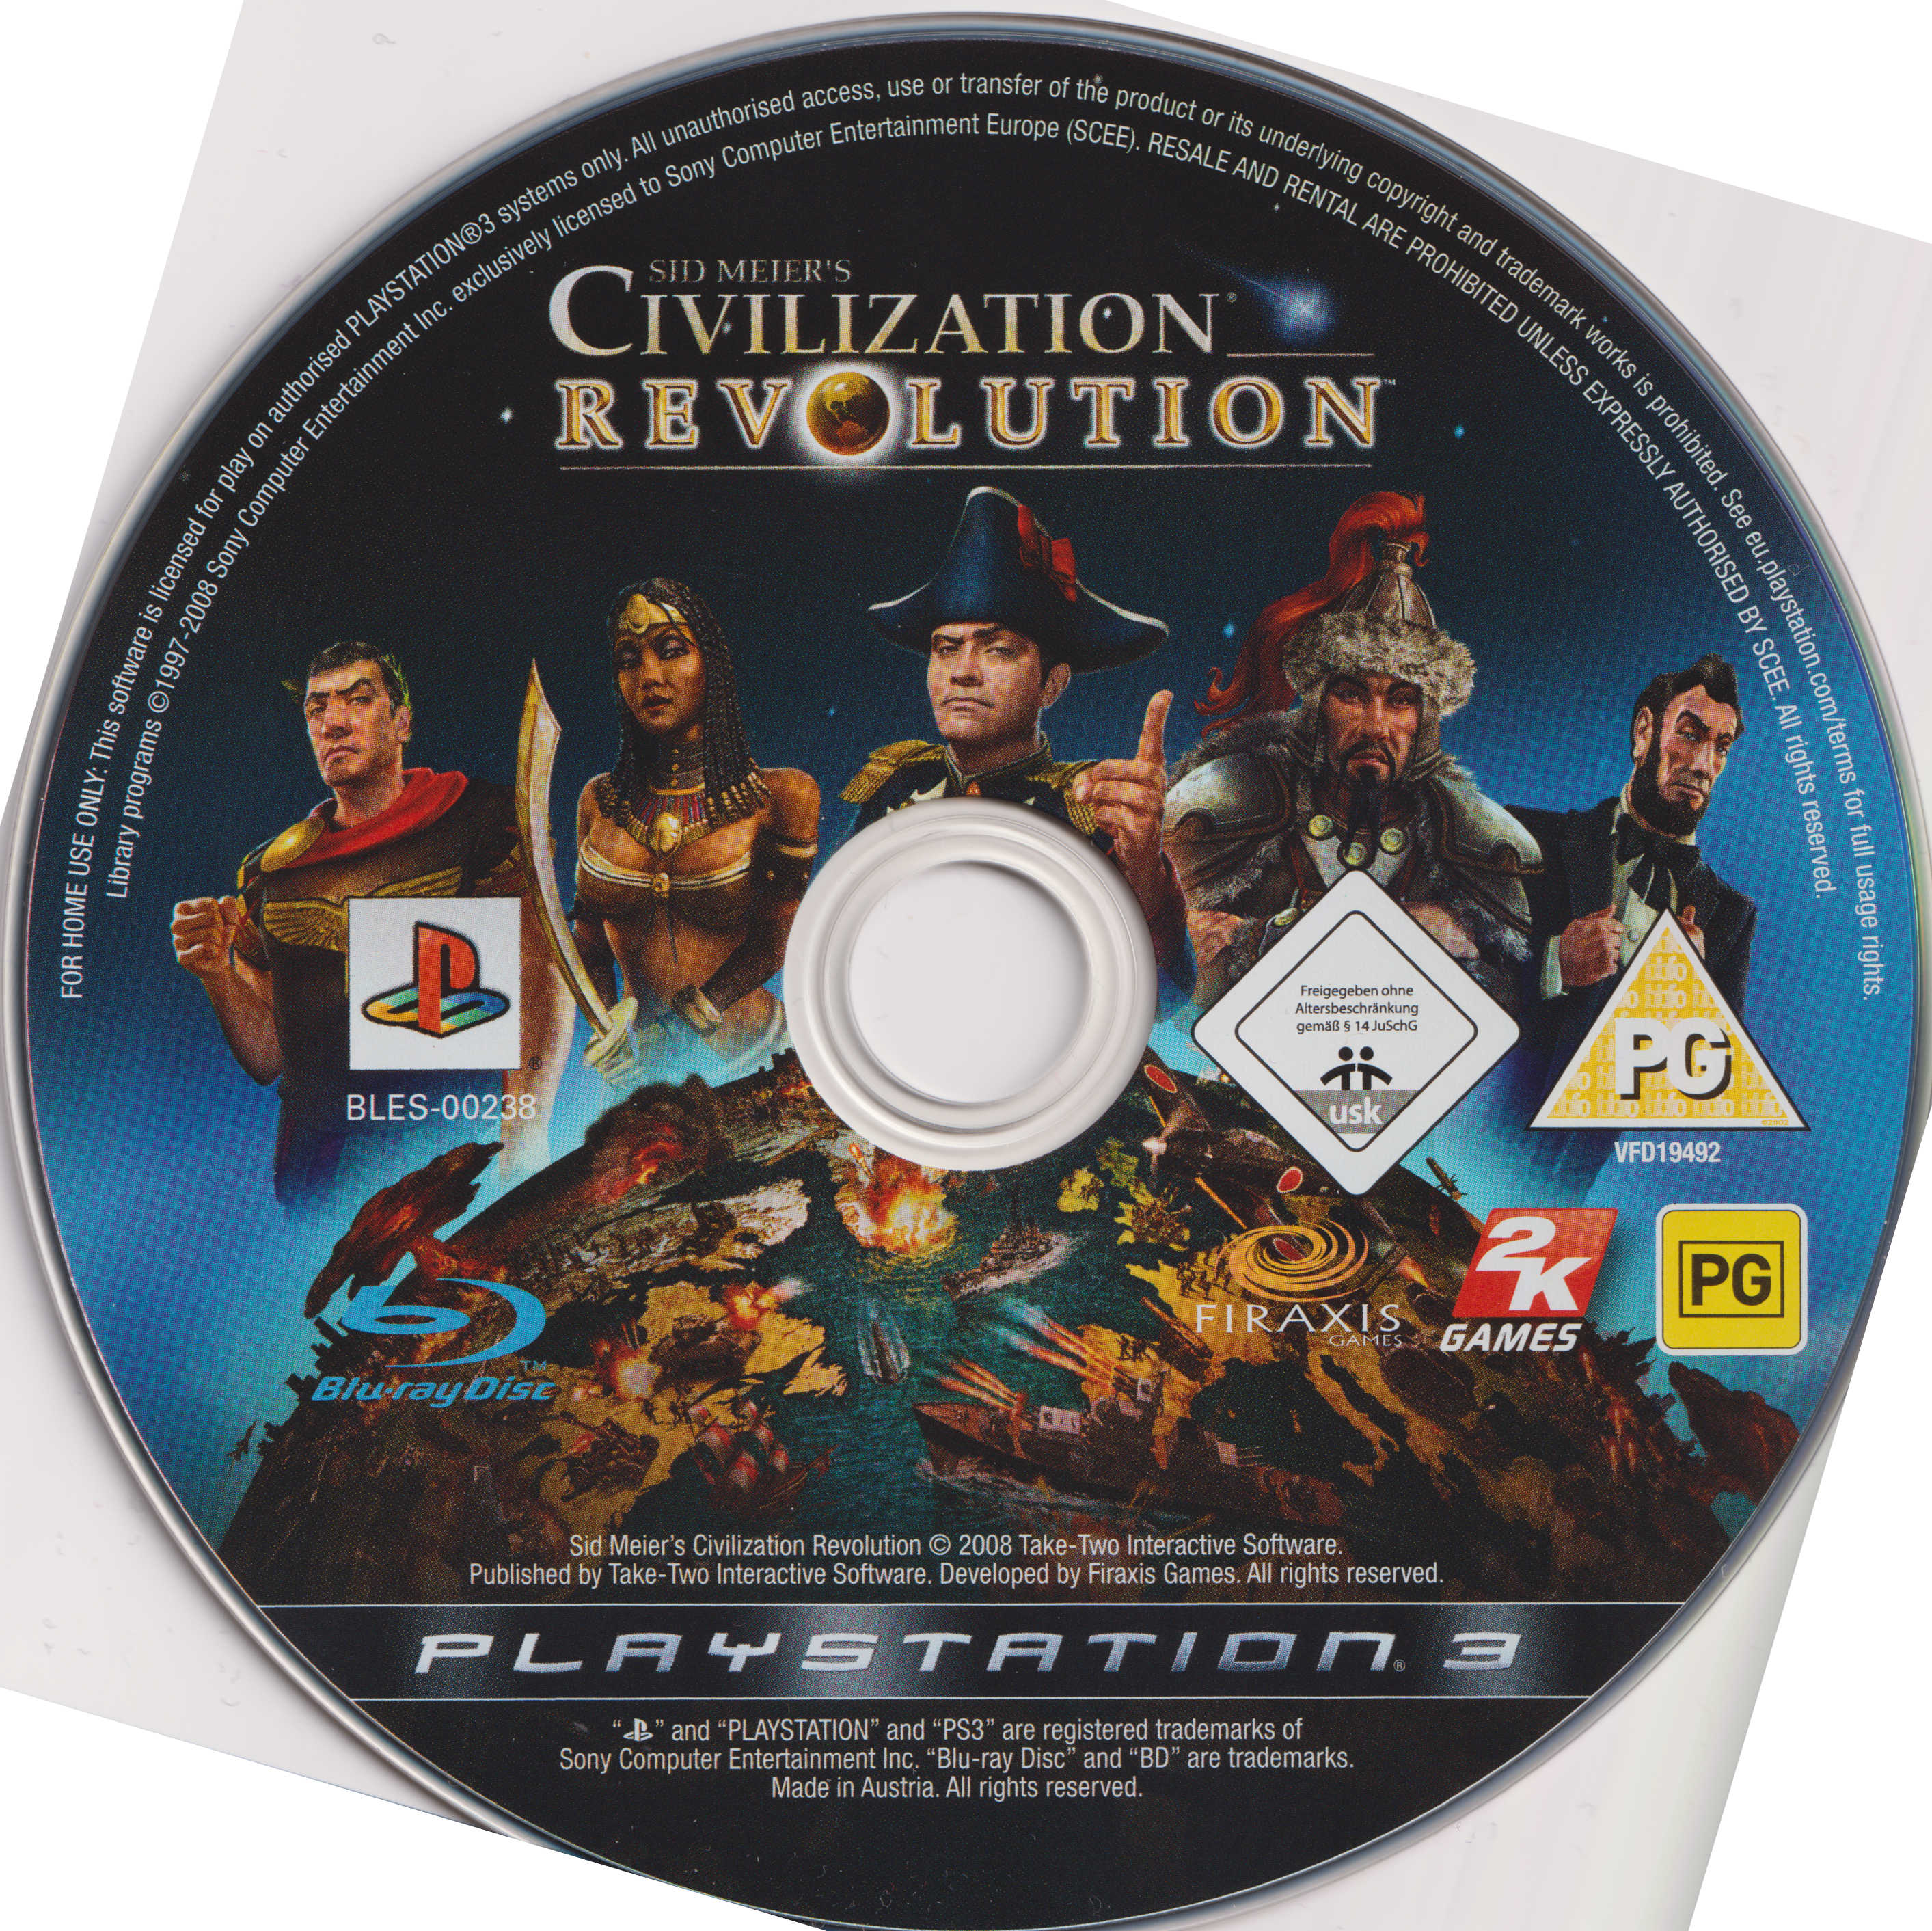 FOR HOME USE ONLY: This software is licensed for play on authorised PLAYSTATION®3 systems only. All unauthorised access, use or transfer of the product or its underlying copyright and trademark works is prohibited. See eu.playstation.com/terms for full usage rights.
Library programs ©1997-2008 Sony Computer Entertainment Inc. exclusively licensed to Sony Computer Entertainment Europe (SCEE). RESALE AND RENTAL ARE PROHIBITED UNLESS EXPRESSLY AUTHORISED BY SCEE. All rights reserved.
SID MEIER'S
CIVILIZATION®
REVOLUTION™
®
BLES-00238
Freigegeben ohne
Altersbeschränkung
gemäß § 14 JuSchG
usk
PG
©2002
VFD19492
Blu-ray Disc™
FIRAXIS
GAMES
2K
GAMES
PG
Sid Meier's Civilization Revolution © 2008 Take-Two Interactive Software.
Published by Take-Two Interactive Software. Developed by Firaxis Games. All rights reserved.
PLAYSTATION® 3
“ ” and “PLAYSTATION” and “PS3” are registered trademarks of
Sony Computer Entertainment Inc. “Blu-ray Disc” and “BD” are trademarks.
Made in Austria. All rights reserved.